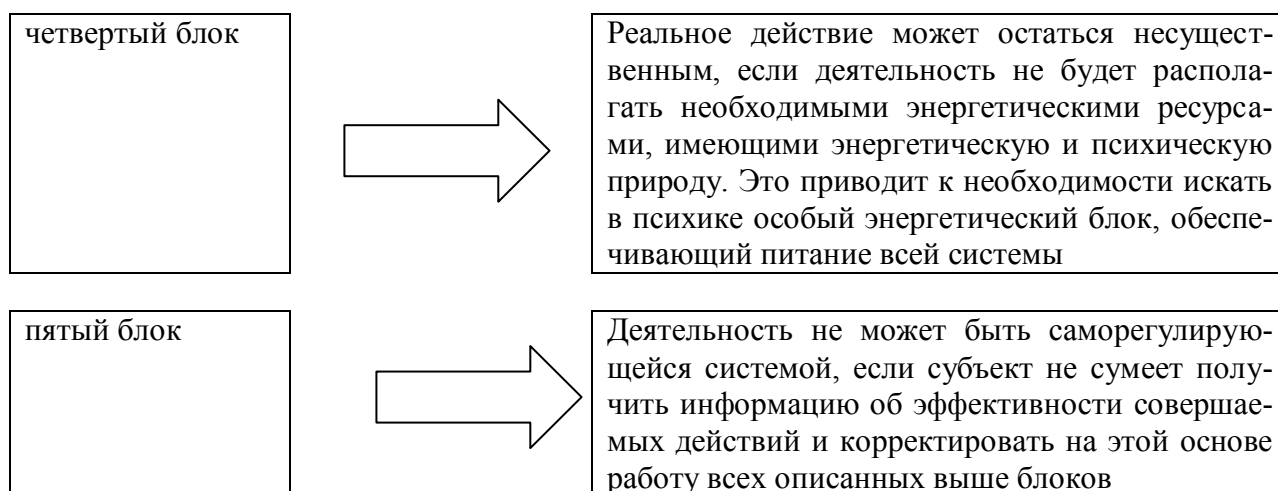 четвертый блок
Реальное действие может остаться несущест-
венным, если деятельность не будет распола-
гать необходимыми энергетическими ресурса-
ми, имеющими энергетическую и психическую
природу. Это приводит к необходимости искать
в психике особый энергетический блок, обеспе-
чивающий питание всей системы
пятый блок
Деятельность не может быть саморегулирую-
щейся системой, если субъект не сумеет полу-
чить информацию об эффективности совершае-
мых действий и корректировать на этой основе
работу всех описанных выше блоков